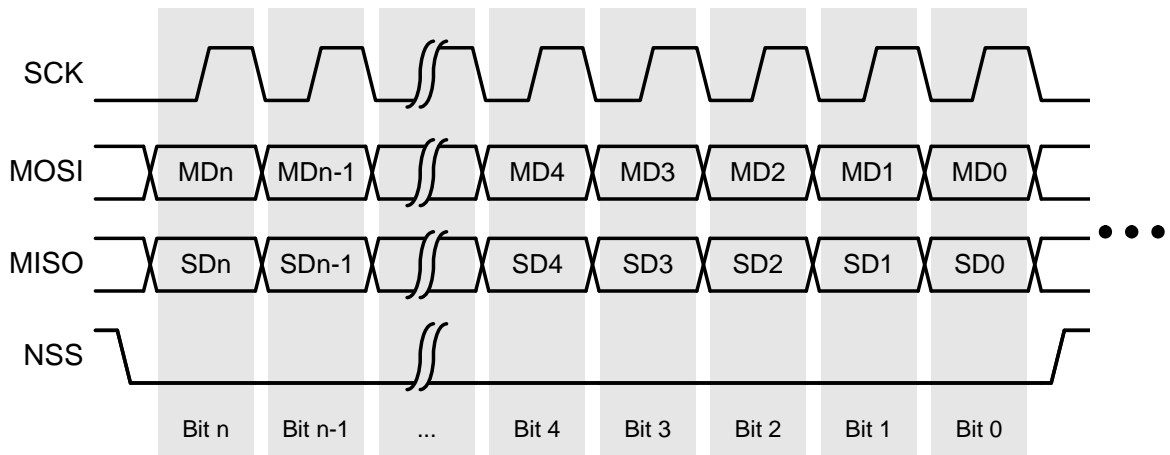 SCK
MOSI MDn MDn-1 MD4 MD3 MD2 MD1 MD0
MISO SDn SDn-1 SD4 SD3 SD2 SD1 SD0
NSS
Bit n Bit n-1 ... Bit 4 Bit 3 Bit 2 Bit 1 Bit 0